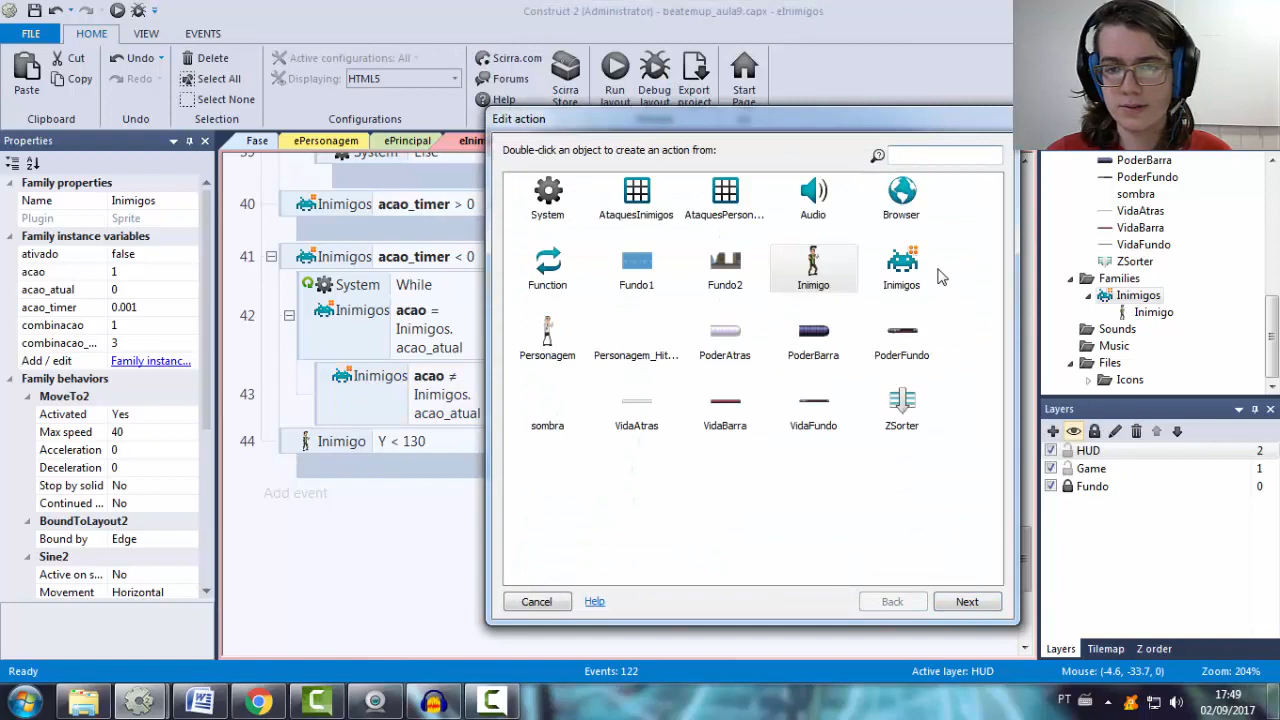 Construct 2 (Administrator) - beatemup_aula9.capx - eInimigos
FILE HOME VIEW EVENTS
Paste
Cut
Copy
Clipboard
Undo
Redo
Undo
Delete
Select All
Select None
Selection
Active configurations: All
Displaying: HTML5
Configurations
Scirra.com
Forums
Help
Scirra Store
Run layout
Debug layout
Export project
Start Page
Properties
Family properties
Name Inimigos
Plugin Sprite
Family instance variables
ativado false
acao 1
acao_atual 0
acao_timer 0.001
combinacao 1
combinacao_... 3
Add / edit Family instanc...
Family behaviors
MoveTo2
Activated Yes
Max speed 40
Acceleration 0
Deceleration 0
Stop by solid No
Continued ... No
BoundToLayout2
Bound by Edge
Sine2
Active on s... No
Movement Horizontal
Fase ePersonagem ePrincipal
System Else
40 Inimigos acao_timer > 0
41 Inimigos acao_timer < 0
System While
42 Inimigos acao = Inimigos. acao_atual
43 Inimigos acao ≠ Inimigos. acao_atual
44 Inimigo Y < 130
Add event
Edit action
Double-click an object to create an action from:
System AtaquesInimigos AtaquesPerson... Audio Browser
Function Fundo1 Fundo2 Inimigo Inimigos
Personagem Personagem_Hit... PoderAtras PoderBarra PoderFundo
sombra VidaAtras VidaBarra VidaFundo ZSorter
Cancel Help Back Next
PoderBarra
PoderFundo
sombra
VidaAtras
VidaBarra
VidaFundo
ZSorter
Families
Inimigos
Inimigo
Sounds
Music
Files
Icons
Layers
HUD 2
Game 1
Fundo 0
Layers Tilemap Z order
Ready Events: 122 Active layer: HUD Mouse: (-4.6, -33.7, 0) Zoom: 204%
PT 17:49
02/09/2017